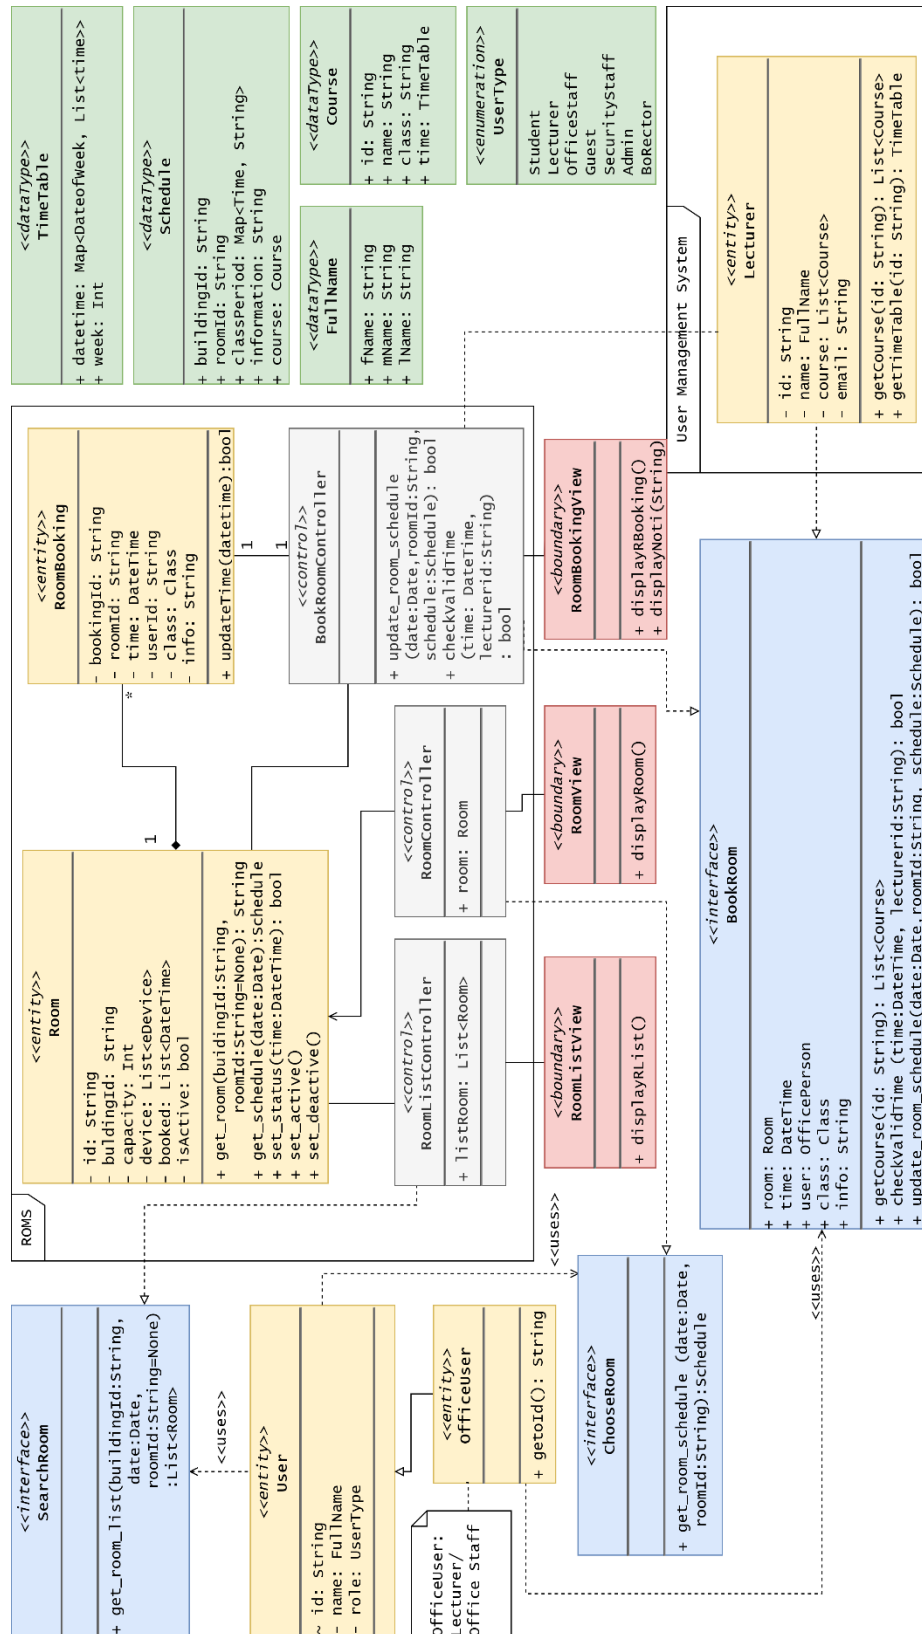 <<interface>>
SearchRoom
+ get_room_list(buildingId:String,
date:Date,
roomId:String=None)
:List<Room>
<<uses>>
<<entity>>
User
~ id: String
- name: FullName
- role: UserType
<<entity>>
OfficeUser
+ getoId(): String
OfficeUser:
Lecturer/
Office Staff
<<interface>>
ChooseRoom
+ get_room_schedule (date:Date,
roomId:String):Schedule
<<uses>>
<<uses>>
ROMS
<<entity>>
Room
- id: String
- buildingId: String
- capacity: Int
- device: List<eDevice>
- booked: List<DateTime>
- isActive: bool
+ get_room(buidingId:String,
roomId:String=None): String
+ get_schedule(date:Date):Schedule
+ set_status(time:DateTime): bool
+ set_active()
+ set_deactive()
1
*
<<entity>>
RoomBooking
- bookingId: String
- roomId: String
- time: DateTime
- userId: String
- class: Class
- info: String
+ updateTime(datetime):bool
1
1
<<control>>
RoomListController
+ listRoom: List<Room>
<<control>>
RoomController
+ room: Room
<<control>>
BookRoomController
+ update_room_schedule
(date:Date,roomId:String,
schedule:Schedule): bool
+ checkValidTime
(time: DateTime,
lecturerid:String)
: bool
<<boundary>>
RoomListView
+ displayRList()
<<boundary>>
RoomView
+ displayRoom()
<<boundary>>
RoomBookingView
+ displayRBooking()
+ displayNoti(String)
<<interface>>
BookRoom
+ room: Room
+ time: DateTime
+ user: OfficePerson
+ class: Class
+ info: String
+ getCourse(id: String): List<Course>
+ checkValidTime (time:DateTime, lecturerid:String): bool
+ update_room_schedule(date:Date,roomId:String, schedule:Schedule): bool
<<dataType>>
TimeTable
+ datetime: Map<DateofWeek, List<time>>
+ week: Int
<<dataType>>
Schedule
+ buildingId: String
+ roomId: String
+ classPeriod: Map<Time, String>
+ information: String
+ course: Course
<<dataType>>
FullName
+ fName: String
+ mName: String
+ lName: String
<<dataType>>
Course
+ id: String
+ name: String
+ class: String
+ time: TimeTable
<<enumeration>>
UserType
Student
Lecturer
OfficeStaff
Guest
SecurityStaff
Admin
BoRector
User Management System
<<entity>>
Lecturer
- id: String
- name: FullName
- course: List<Course>
- email: String
+ getCourse(id: String): List<Course>
+ getTimeTable(id: String): TimeTable